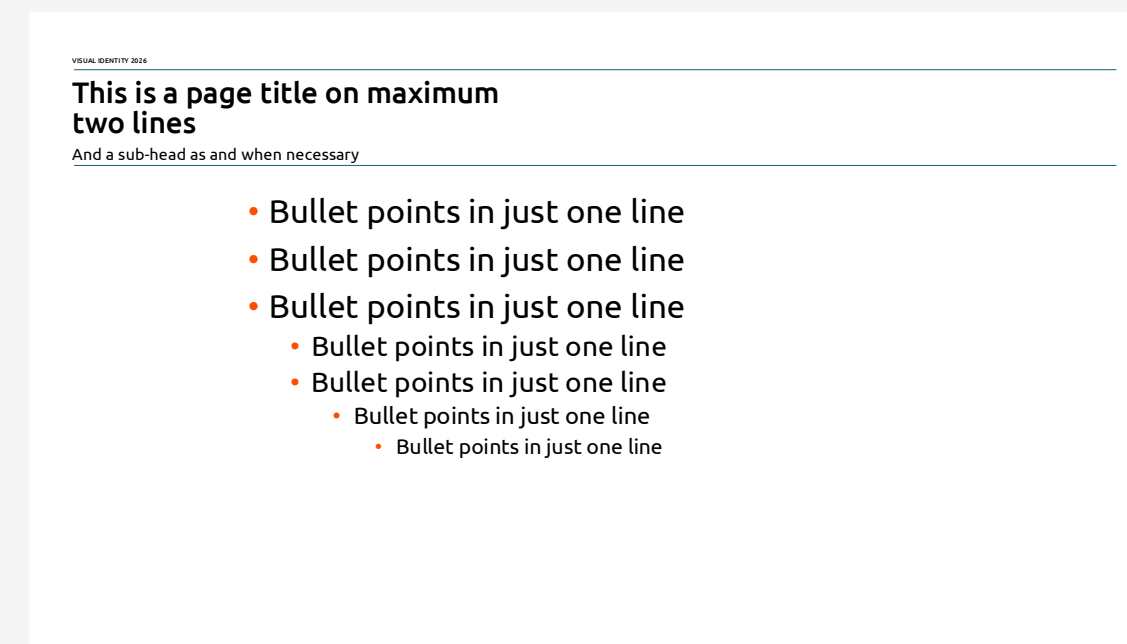 VISUAL IDENTITY 2026
This is a page title on maximum
two lines
And a sub-head as and when necessary
• Bullet points in just one line
• Bullet points in just one line
• Bullet points in just one line
• Bullet points in just one line
• Bullet points in just one line
• Bullet points in just one line
• Bullet points in just one line